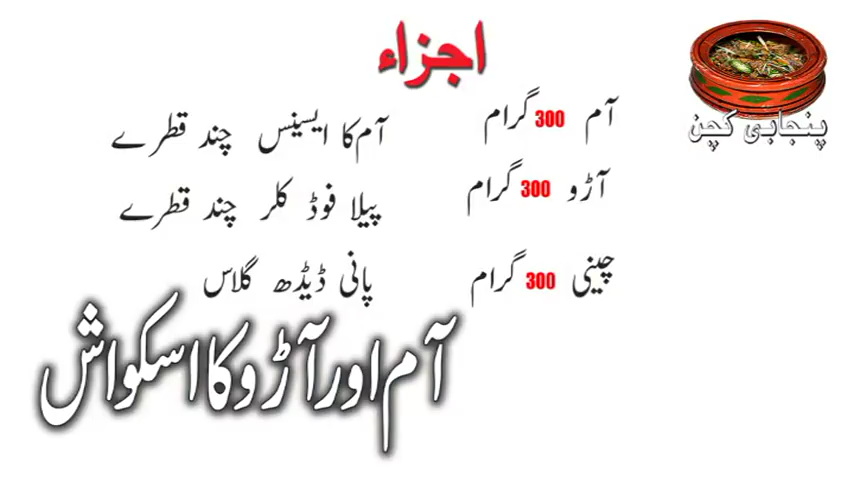 اجزاء
پنجابی کچن
آم 300 گرام
آم کا ایسینس چند قطرے
آڑو 300 گرام
پیلا فوڈ کلر چند قطرے
چینی 300 گرام
پانی ڈیڈھ گلاس
آم اور آڑو کا اسکواش